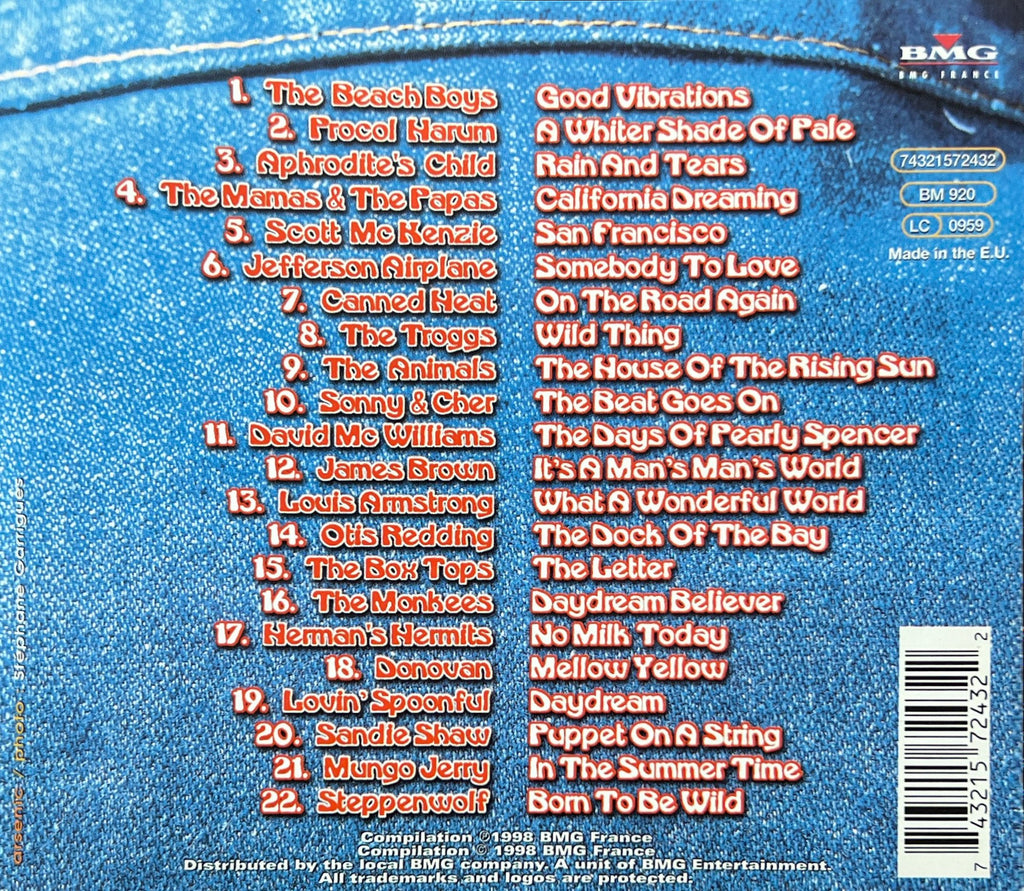 BMG
BMG FRANCE
1. The Beach Boys Good Vibrations
2. Procol Harum A Whiter Shade Of Pale
3. Aphrodite's Child Rain And Tears
4. The Mamas & The Papas California Dreaming
5. Scott Mc Kenzie San Francisco
6. Jefferson Airplane Somebody To Love
7. Canned Heat On The Road Again
8. The Troggs Wild Thing
9. The Animals The House Of The Rising Sun
10. Sonny & Cher The Beat Goes On
11. David Mc Williams The Days Of Pearly Spencer
12. James Brown It's A Man's Man's World
13. Louis Armstrong What A Wonderful World
14. Otis Redding The Dock Of The Bay
15. The Box Tops The Letter
16. The Monkees Daydream Believer
17. Herman's Hermits No Milk Today
18. Donovan Mellow Yellow
19. Lovin' Spoonful Daydream
20. Sandie Shaw Puppet On A String
21. Mungo Jerry In The Summer Time
22. Steppenwolf Born To Be Wild
74321572432
BM 920
LC 0959
Made in the E.U.
arsemc / photo : Stéphane Garrigues
7 43215 72432 2
Compilation ℗1998 BMG France
Compilation © 1998 BMG France
Distributed by the local BMG company. A unit of BMG Entertainment.
All trademarks and logos are protected.